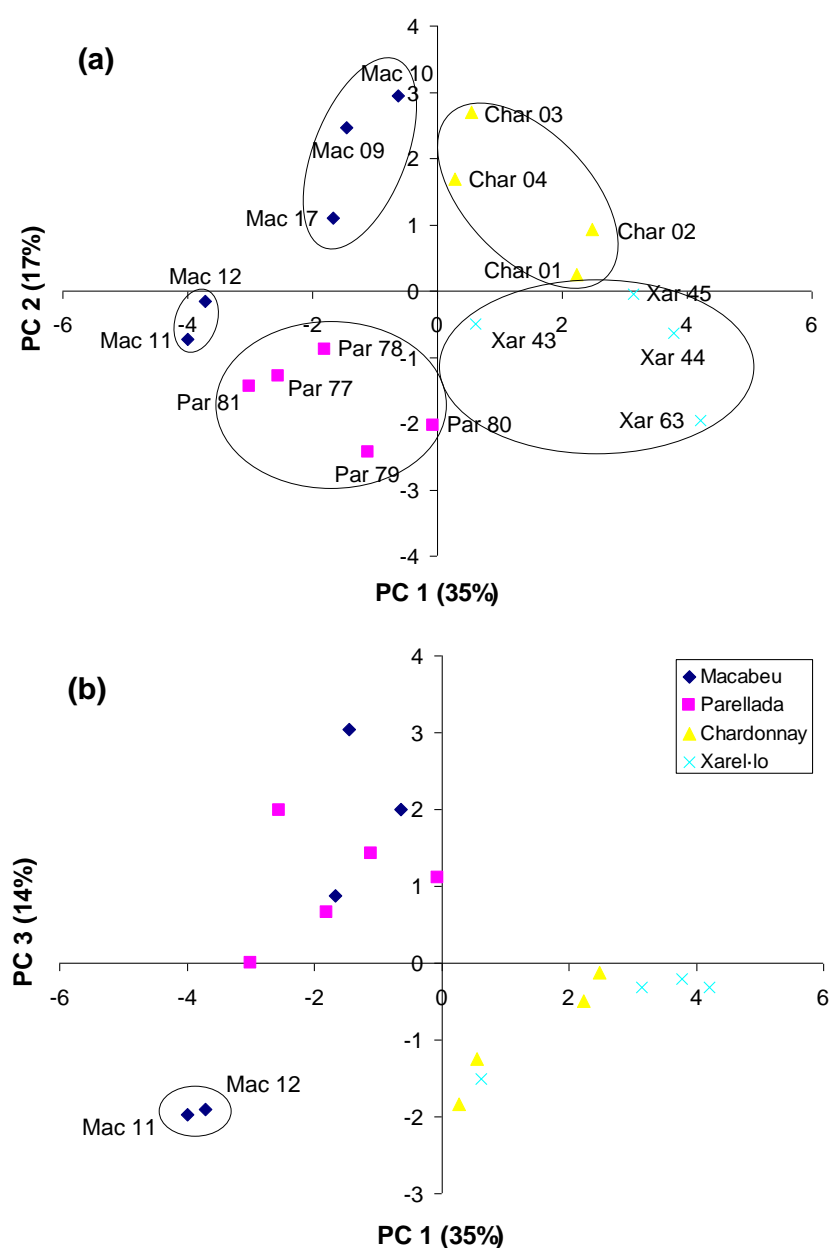 4
(a)
Mac 10
3
Char 03
Mac 09
2
Char 04
Mac 17
1
Char 02
Mac 12
Char 01
PC 2 (17%)
0
Xar 45
-6
-4
-2
0
2
4
6
Mac 11
Par 78
Xar 43
Xar 44
-1
Par 81
Par 77
Par 80
Xar 63
-2
Par 79
-3
-4
PC 1 (35%)
4
(b)
Macabeu
Parellada
Chardonnay
Xarel·lo
3
2
1
PC 3 (14%)
0
-6
-4
-2
0
2
4
6
-1
Mac 12
Mac 11
-2
-3
PC 1 (35%)